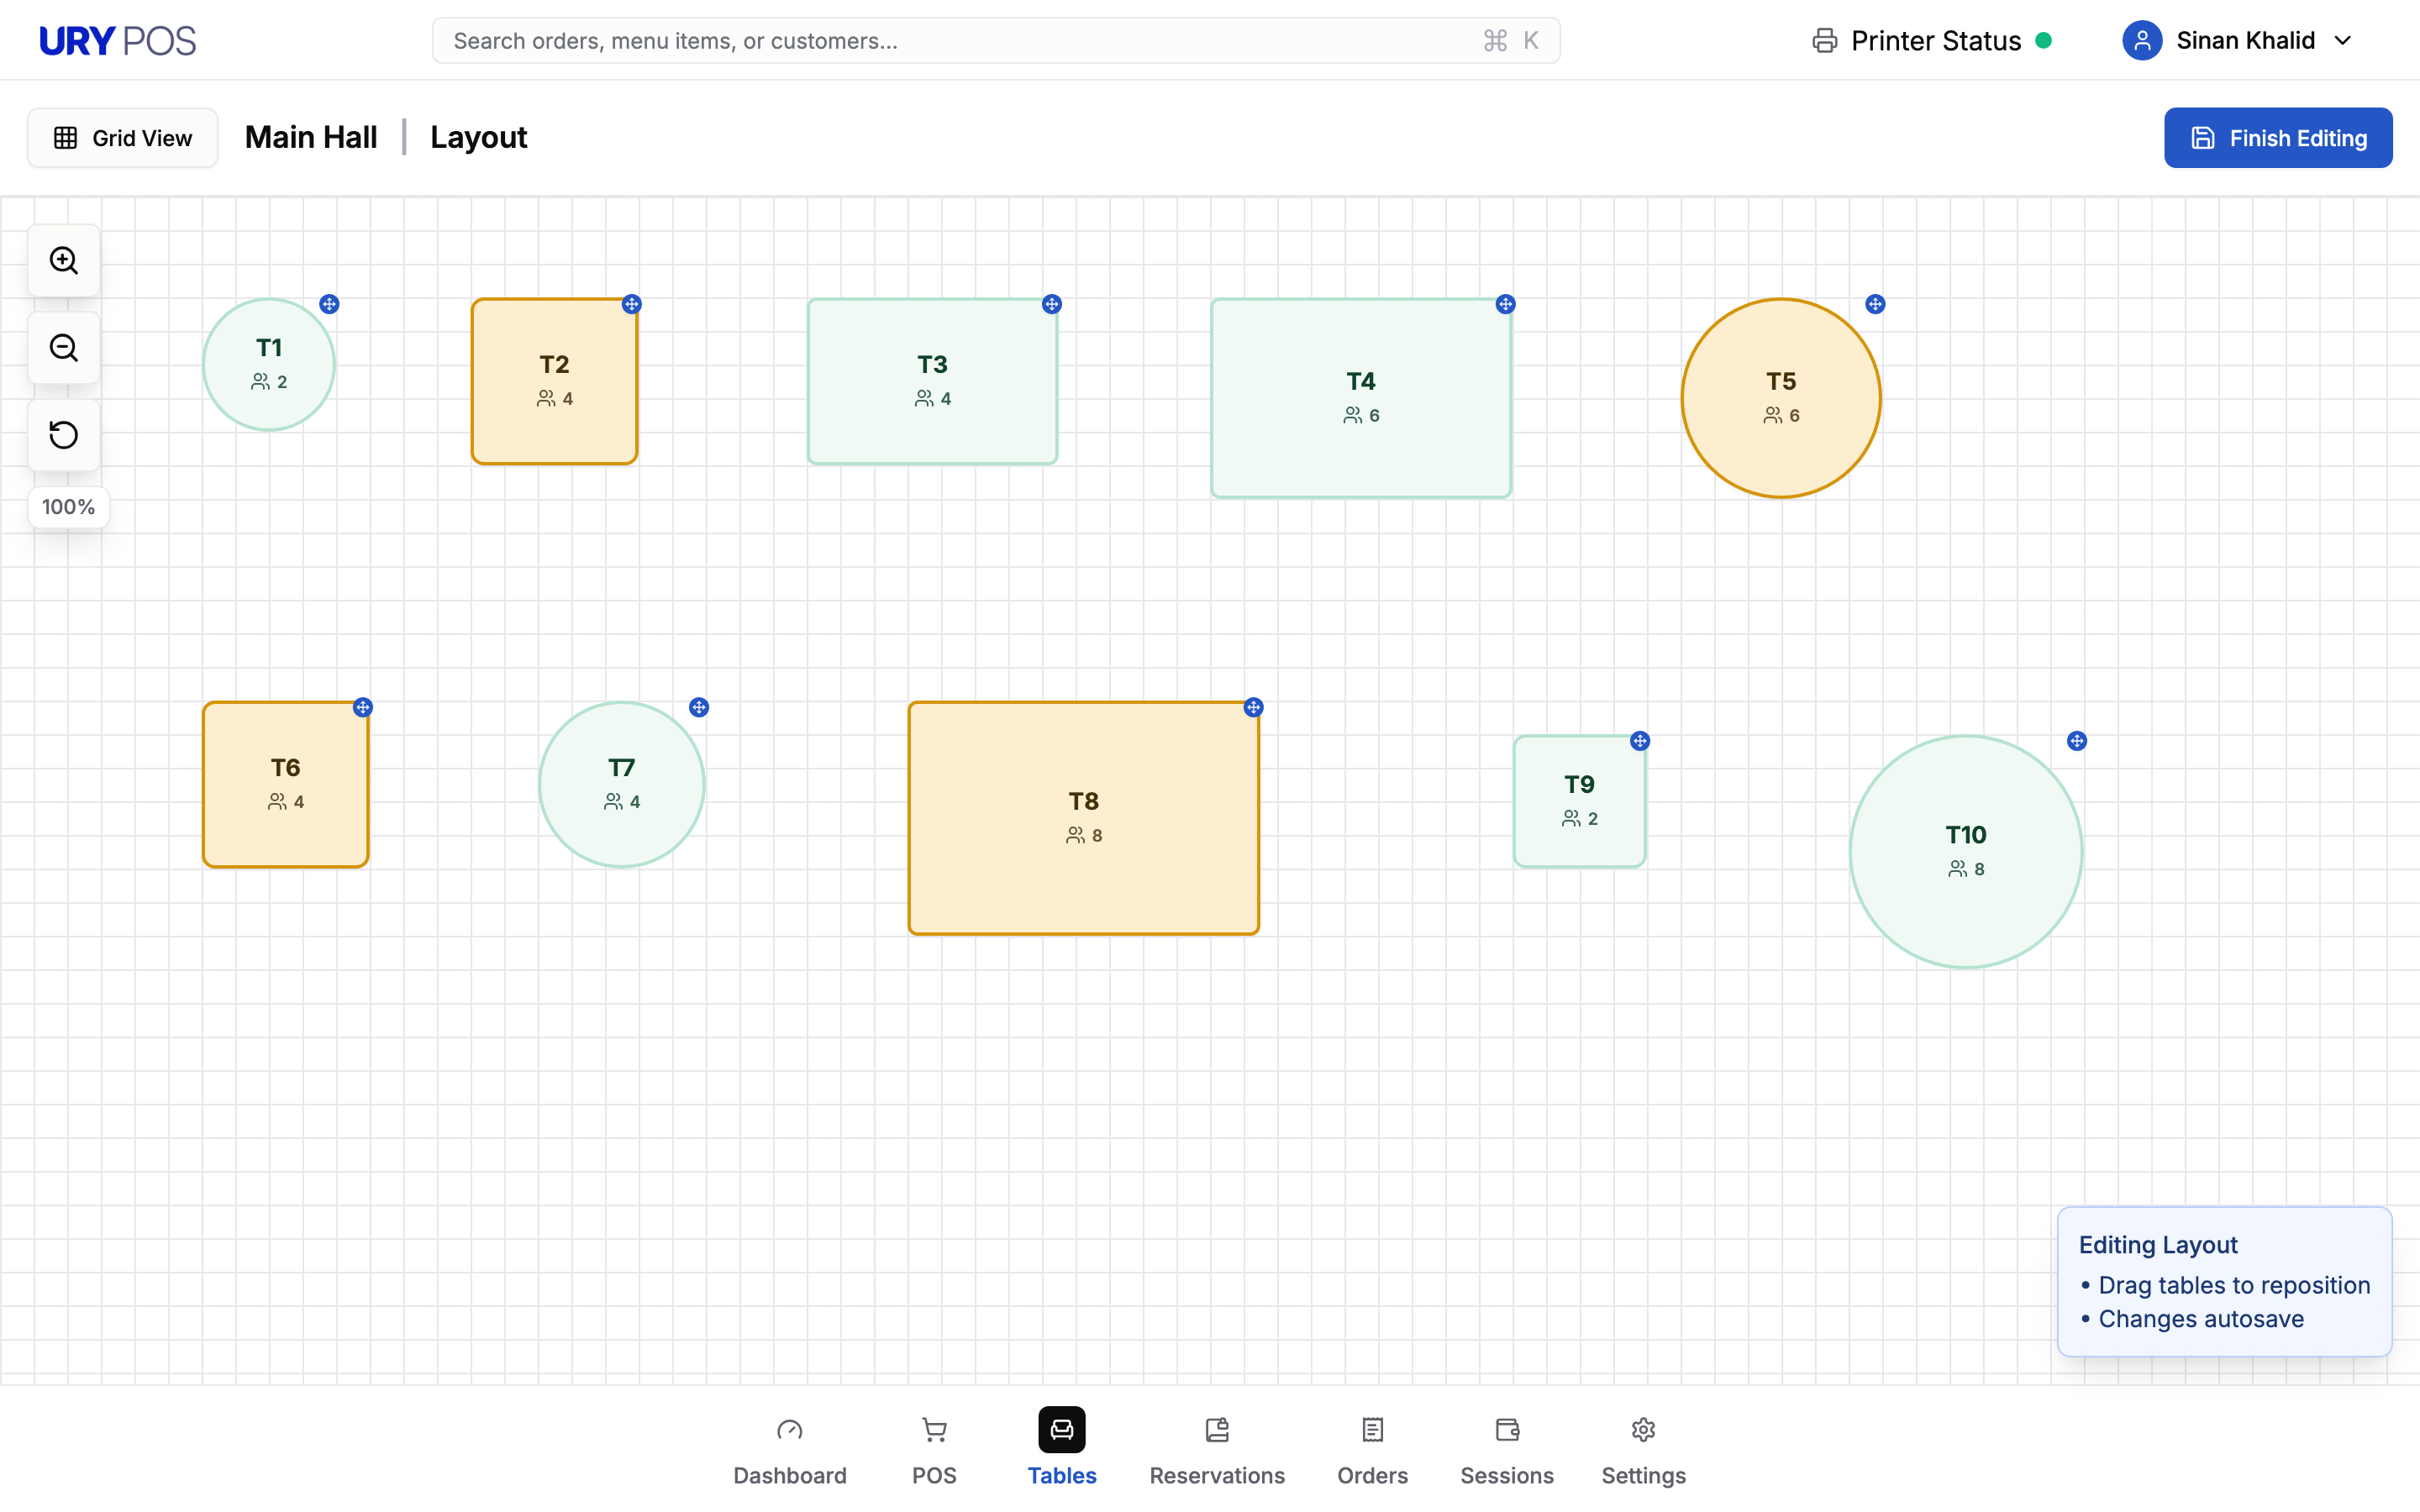 URY POS
Search orders, menu items, or customers...
⌘ K
Printer Status
Sinan Khalid
Grid View
Main Hall | Layout
Finish Editing
100%
T1
2
T2
4
T3
4
T4
6
T5
6
T6
4
T7
4
T8
8
T9
2
T10
8
Editing Layout
• Drag tables to reposition
• Changes autosave
Dashboard
POS
Tables
Reservations
Orders
Sessions
Settings